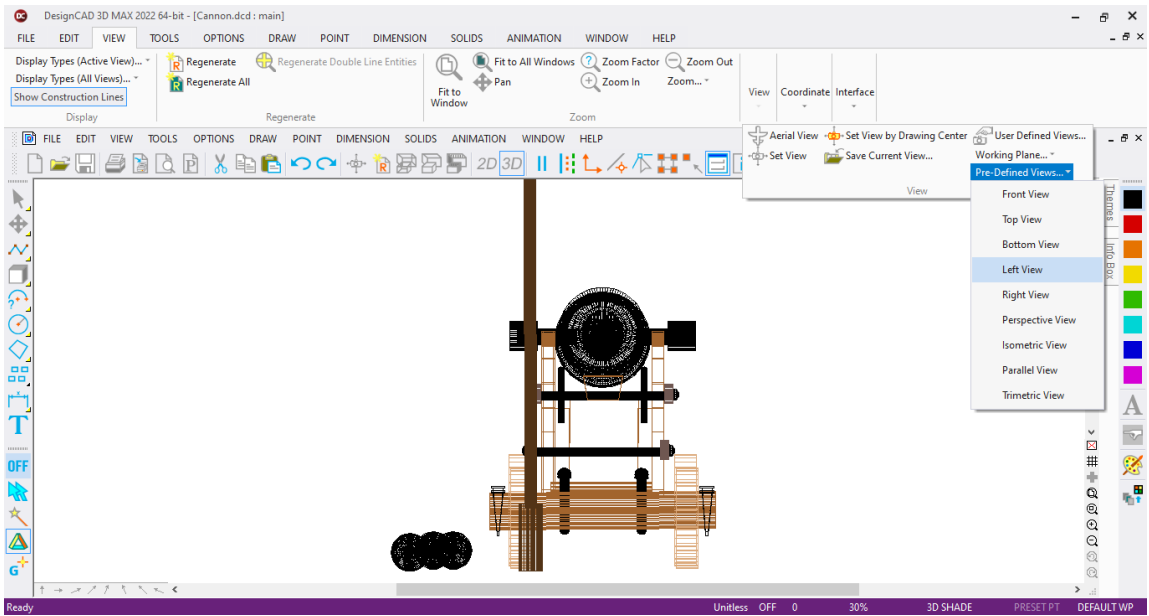 DesignCAD 3D MAX 2022 64-bit - [Cannon.dcd : main]
FILE EDIT VIEW TOOLS OPTIONS DRAW POINT DIMENSION SOLIDS ANIMATION WINDOW HELP
Display Types (Active View)... Regenerate Regenerate Double Line Entities Fit to All Windows Zoom Factor Zoom Out
Display Types (All Views)... Regenerate All Pan Zoom In Zoom...
Show Construction Lines Fit to Window View Coordinate Interface
Display Regenerate Zoom
FILE EDIT VIEW TOOLS OPTIONS DRAW POINT DIMENSION SOLIDS ANIMATION WINDOW HELP
Aerial View Set View by Drawing Center User Defined Views...
Set View Save Current View... Working Plane...
Pre-Defined Views...
View
2D 3D
Front View
Top View
Bottom View
Left View
Right View
Perspective View
Isometric View
Parallel View
Trimetric View
Themes
Info Box
T
OFF
G
A
Ready Unitless OFF 0 30% 3D SHADE PRESET PT DEFAULT WP